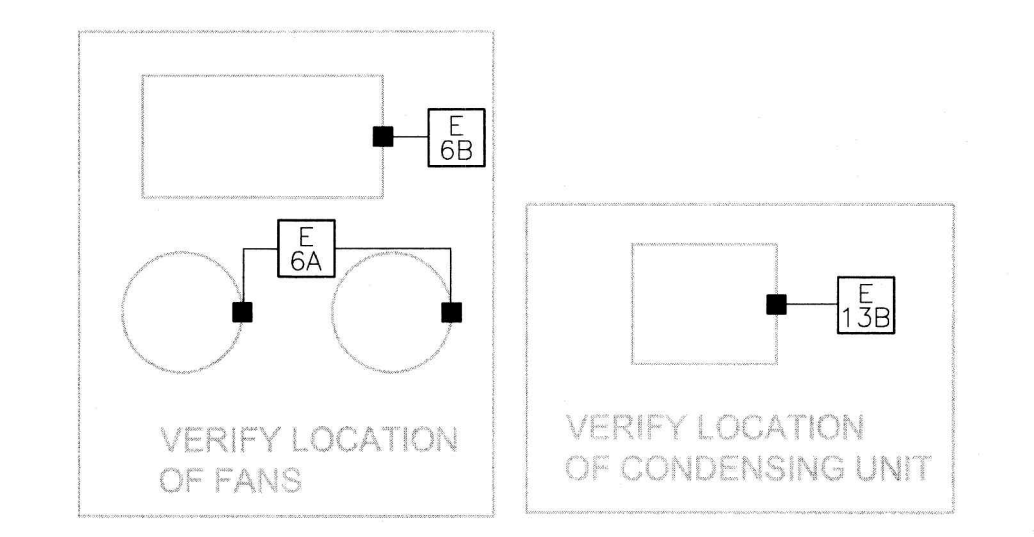 E
6B
E
6A
VERIFY LOCATION
OF FANS
E
13B
VERIFY LOCATION
OF CONDENSING UNIT